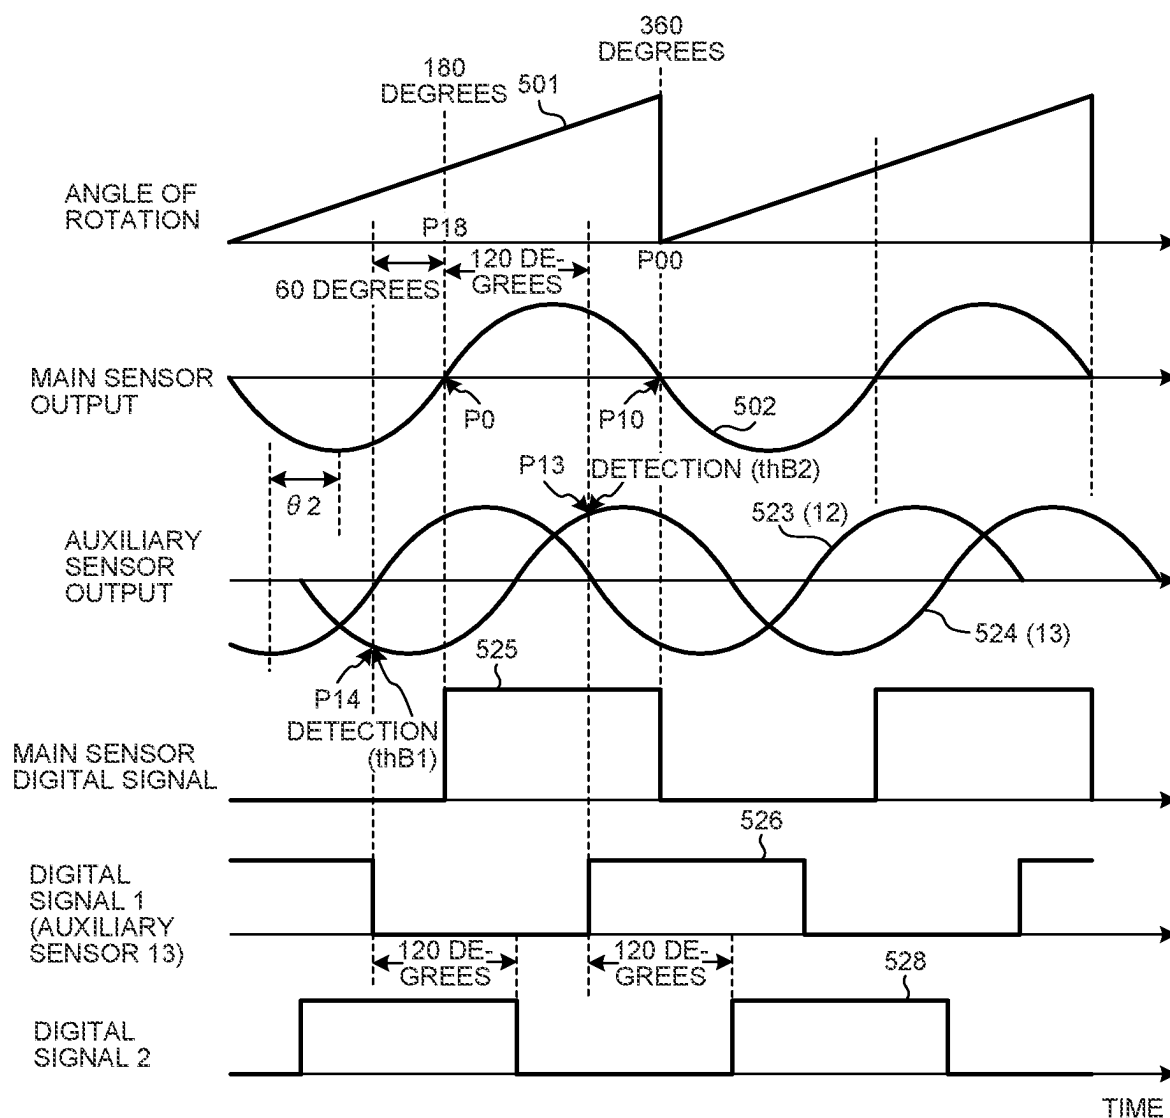 360
DEGREES
180
DEGREES
501
ANGLE OF
ROTATION
P18
P00
120 DE-
GREES
60 DEGREES
MAIN SENSOR
OUTPUT
P0
P10
502
P13
DETECTION (thB2)
θ2
523 (12)
AUXILIARY
SENSOR
OUTPUT
524 (13)
525
P14
DETECTION
(thB1)
MAIN SENSOR
DIGITAL SIGNAL
526
DIGITAL
SIGNAL 1
(AUXILIARY
SENSOR 13)
120 DE-
GREES
120 DE-
GREES
528
DIGITAL
SIGNAL 2
TIME